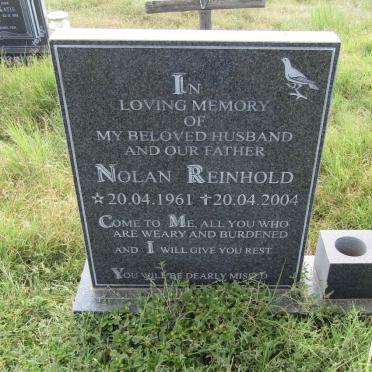 IN
LOVING MEMORY
OF
MY BELOVED HUSBAND
AND OUR FATHER
NOLAN REINHOLD
☆ 20.04.1961 ✝ 20.04.2004
COME TO ME, ALL YOU WHO
ARE WEARY AND BURDENED
AND I WILL GIVE YOU REST.
YOU WILL BE DEARLY MISSED